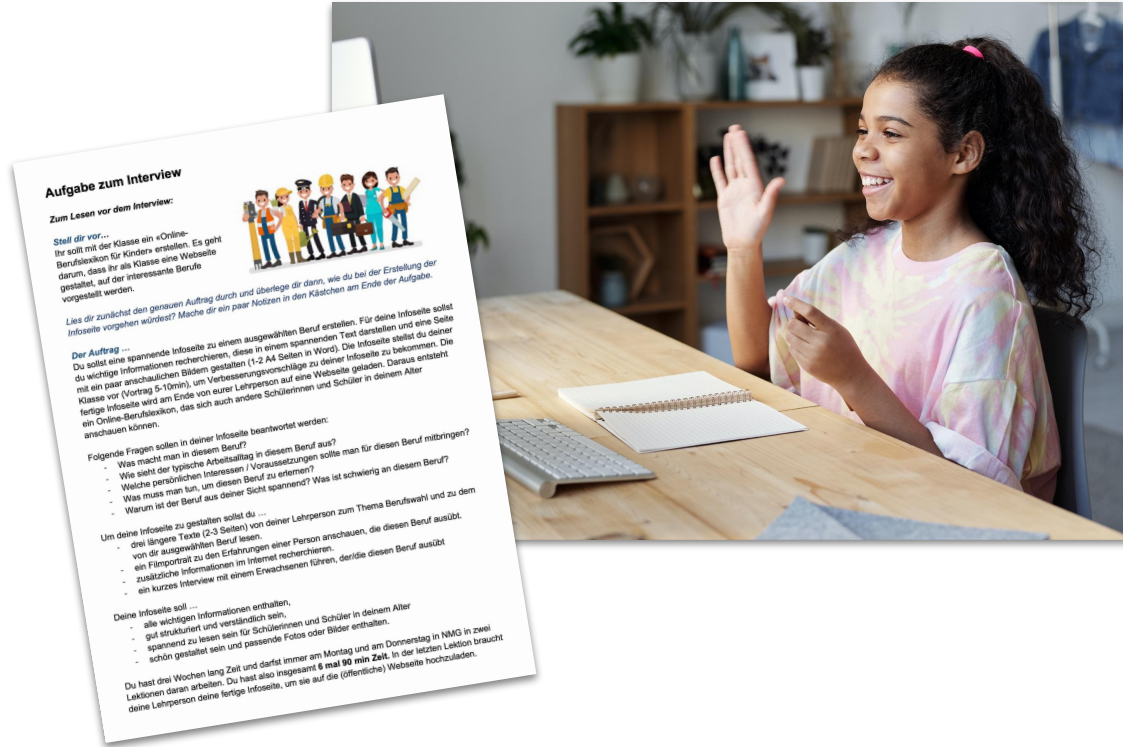 Aufgabe zum Interview
Zum Lesen vor dem Interview:
Stell dir vor…
Ihr sollt mit der Klasse ein «Online-
Berufslexikon für Kinder» erstellen. Es geht
darum, dass ihr als Klasse eine Webseite
gestaltet, auf der interessante Berufe
vorgestellt werden.
Lies dir zunächst den genauen Auftrag durch und überlege dir dann, wie du bei der Erstellung der
Infoseite vorgehen würdest? Mache dir ein paar Notizen in den Kästchen am Ende der Aufgabe.
Der Auftrag …
Du sollst eine spannende Infoseite zu einem ausgewählten Beruf erstellen. Für deine Infoseite sollst
du wichtige Informationen recherchieren, diese in einem spannenden Text darstellen und eine Seite
mit ein paar anschaulichen Bildern gestalten (1-2 A4 Seiten in Word). Die Infoseite stellst du deiner
Klasse vor (Vortrag 5-10min), um Verbesserungsvorschläge zu deiner Infoseite zu bekommen. Die
fertige Infoseite wird am Ende von eurer Lehrperson auf eine Webseite geladen. Daraus entsteht
ein Online-Berufslexikon, das sich auch andere Schülerinnen und Schüler in deinem Alter
anschauen können.
Folgende Fragen sollen in deiner Infoseite beantwortet werden:
- Was macht man in diesem Beruf?
- Wie sieht der typische Arbeitsalltag in diesem Beruf aus?
- Welche persönlichen Interessen / Voraussetzungen sollte man für diesen Beruf mitbringen?
- Was muss man tun, um diesen Beruf zu erlernen?
- Warum ist der Beruf aus deiner Sicht spannend? Was ist schwierig an diesem Beruf?
Um deine Infoseite zu gestalten sollst du …
- drei längere Texte (2-3 Seiten) von deiner Lehrperson zum Thema Berufswahl und zu dem
von dir ausgewählten Beruf lesen.
- ein Filmportrait zu den Erfahrungen einer Person anschauen, die diesen Beruf ausübt.
- zusätzliche Informationen im Internet recherchieren.
- ein kurzes Interview mit einem Erwachsenen führen, der/die diesen Beruf ausübt
Deine Infoseite soll …
- alle wichtigen Informationen enthalten,
- gut strukturiert und verständlich sein,
- spannend zu lesen sein für Schülerinnen und Schüler in deinem Alter
- schön gestaltet sein und passende Fotos oder Bilder enthalten.
Du hast drei Wochen lang Zeit und darfst immer am Montag und am Donnerstag in NMG in zwei
Lektionen daran arbeiten. Du hast also insgesamt 6 mal 90 min Zeit. In der letzten Lektion braucht
deine Lehrperson deine fertige Infoseite, um sie auf die (öffentliche) Webseite hochzuladen.